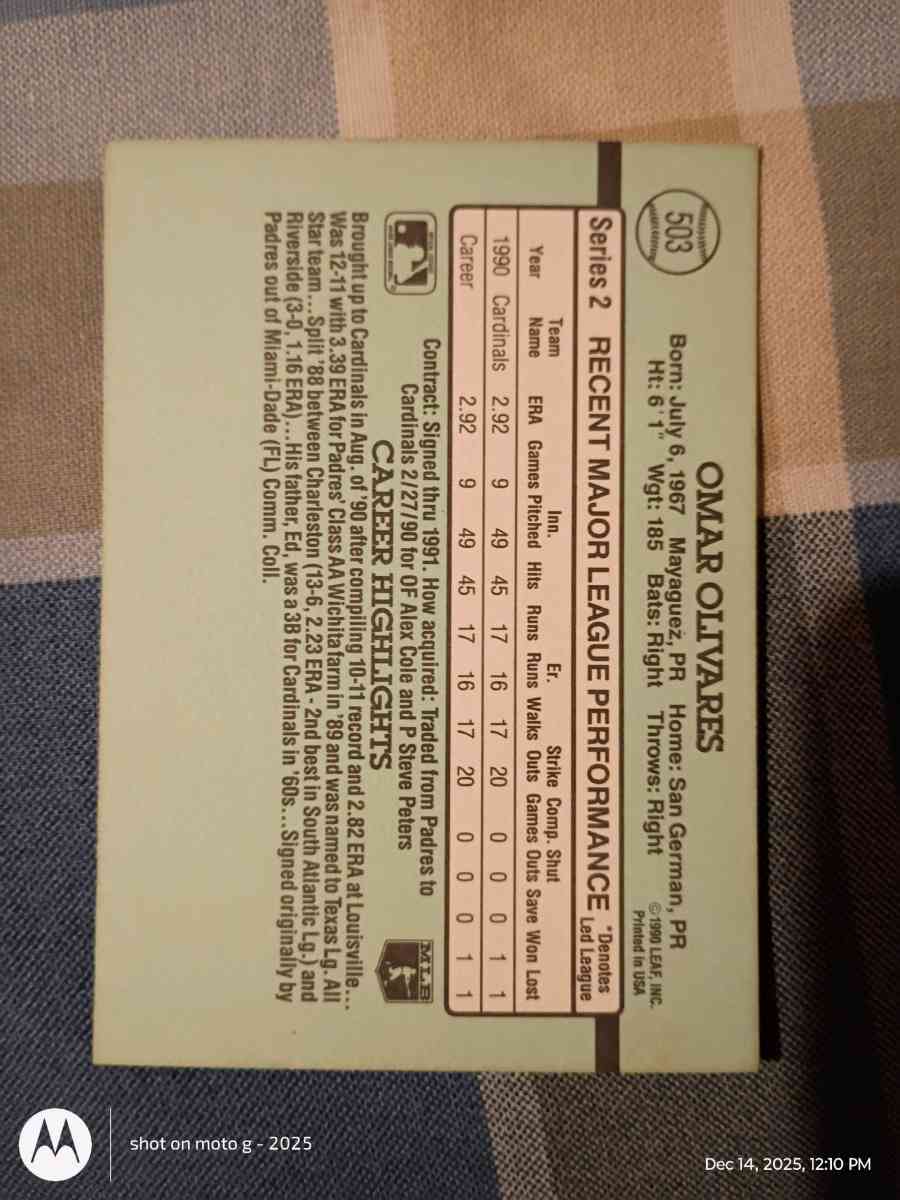 503
OMAR OLIVARES
Born: July 6, 1967 Mayaguez, PR Home: San German, PR
Ht: 6'1" Wgt: 185 Bats: Right Throws: Right
©1990 LEAF, INC.
Printed in USA
Series 2 RECENT MAJOR LEAGUE PERFORMANCE *Denotes
Led League
Team Inn. Er. Strike Comp. Shut
Year Name ERA Games Pitched Hits Runs Runs Walks Outs Games Outs Save Won Lost
1990 Cardinals 2.92 9 49 45 17 16 17 20 0 0 0 1 1
Career 2.92 9 49 45 17 16 17 20 0 0 0 1 1
Contract: Signed thru 1991. How acquired: Traded from Padres to
Cardinals 2/27/90 for OF Alex Cole and P Steve Peters
MLB
CAREER HIGHLIGHTS
Brought up to Cardinals in Aug. of '90 after compiling 10-11 record and 2.82 ERA at Louisville...
Was 12-11 with 3.39 ERA for Padres' Class AA Wichita farm in '89 and was named to Texas Lg. All
Star team...Split '88 between Charleston (13-6, 2.23 ERA - 2nd best in South Atlantic Lg.) and
Riverside (3-0, 1.16 ERA)...His father, Ed, was a 3B for Cardinals in '60s...Signed originally by
Padres out of Miami-Dade (FL) Comm. Coll.
shot on moto g - 2025
Dec 14, 2025, 12:10 PM